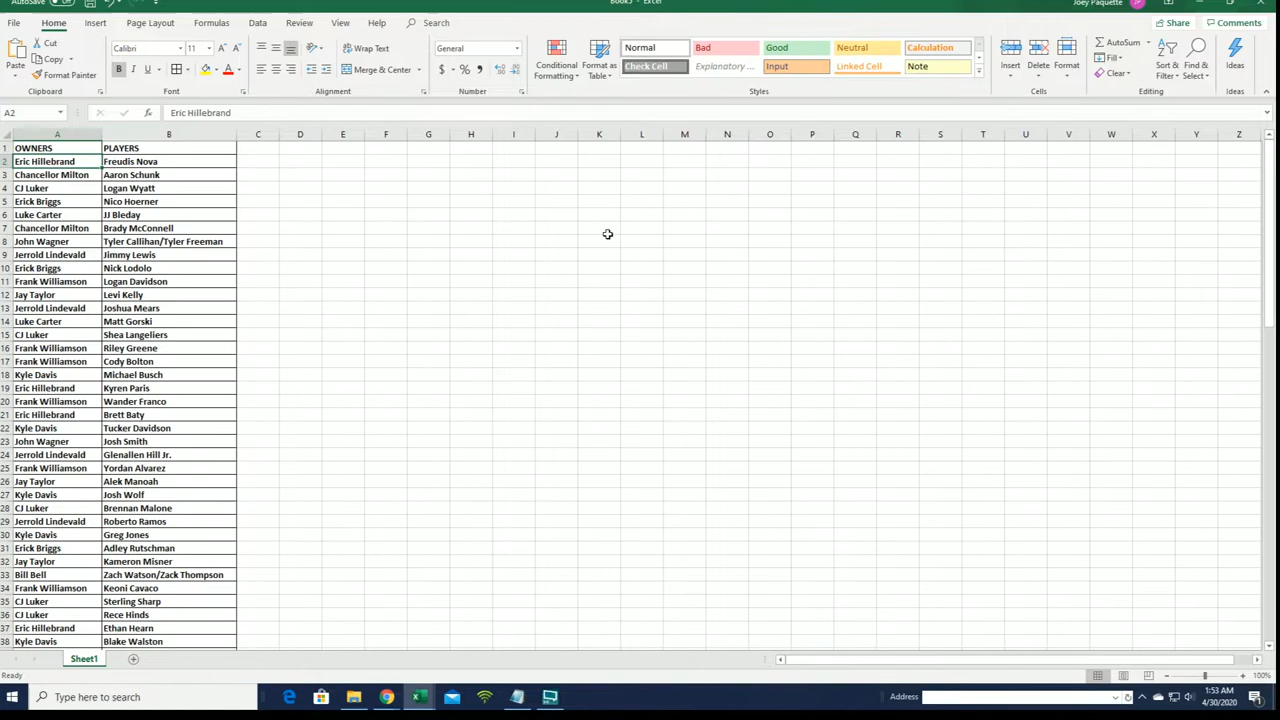 AutoSave Book5 - Excel Joey Paquette
File Home Insert Page Layout Formulas Data Review View Help Search Share Comments
Paste Cut Copy Format Painter Clipboard
Calibri 11 B I U A Font
Wrap Text Merge & Center Alignment
General $ % , Number
Conditional Formatting Format as Table
Normal Bad Good Neutral Calculation
Check Cell Explanatory ... Input Linked Cell Note
Styles
Insert Delete Format Cells
AutoSum Fill Clear Sort & Filter Find & Select Editing
Ideas Ideas
A2 fx Eric Hillebrand
A B C D E F G H I J K L M N O P Q R S T U V W X Y Z
1 OWNERS PLAYERS
2 Eric Hillebrand Freudis Nova
3 Chancellor Milton Aaron Schunk
4 CJ Luker Logan Wyatt
5 Erick Briggs Nico Hoerner
6 Luke Carter JJ Bleday
7 Chancellor Milton Brady McConnell
8 John Wagner Tyler Callihan/Tyler Freeman
9 Jerrold Lindevald Jimmy Lewis
10 Erick Briggs Nick Lodolo
11 Frank Williamson Logan Davidson
12 Jay Taylor Levi Kelly
13 Jerrold Lindevald Joshua Mears
14 Luke Carter Matt Gorski
15 CJ Luker Shea Langeliers
16 Frank Williamson Riley Greene
17 Frank Williamson Cody Bolton
18 Kyle Davis Michael Busch
19 Eric Hillebrand Kyren Paris
20 Frank Williamson Wander Franco
21 Eric Hillebrand Brett Baty
22 Kyle Davis Tucker Davidson
23 John Wagner Josh Smith
24 Jerrold Lindevald Glenallen Hill Jr.
25 Frank Williamson Yordan Alvarez
26 Jay Taylor Alek Manoah
27 Kyle Davis Josh Wolf
28 CJ Luker Brennan Malone
29 Jerrold Lindevald Roberto Ramos
30 Kyle Davis Greg Jones
31 Erick Briggs Adley Rutschman
32 Jay Taylor Kameron Misner
33 Bill Bell Zach Watson/Zack Thompson
34 Frank Williamson Keoni Cavaco
35 CJ Luker Sterling Sharp
36 CJ Luker Rece Hinds
37 Eric Hillebrand Ethan Hearn
38 Kyle Davis Blake Walston
Sheet1
Ready 100%
Type here to search Address 1:53 AM
4/30/2020